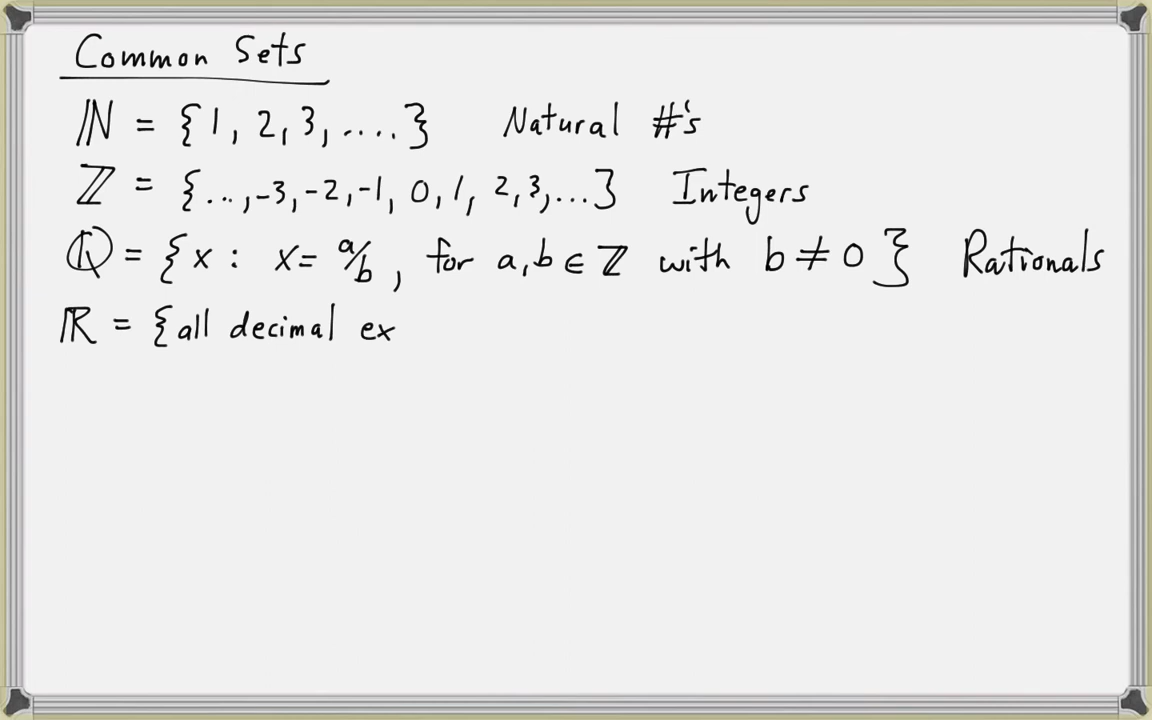 Common Sets
ℕ = {1, 2, 3, ....} Natural #'s
ℤ = {..., -3, -2, -1, 0, 1, 2, 3, ...} Integers
ℚ = {x : x = a/b, for a, b ∈ ℤ with b ≠ 0} Rationals
ℝ = {all decimal ex